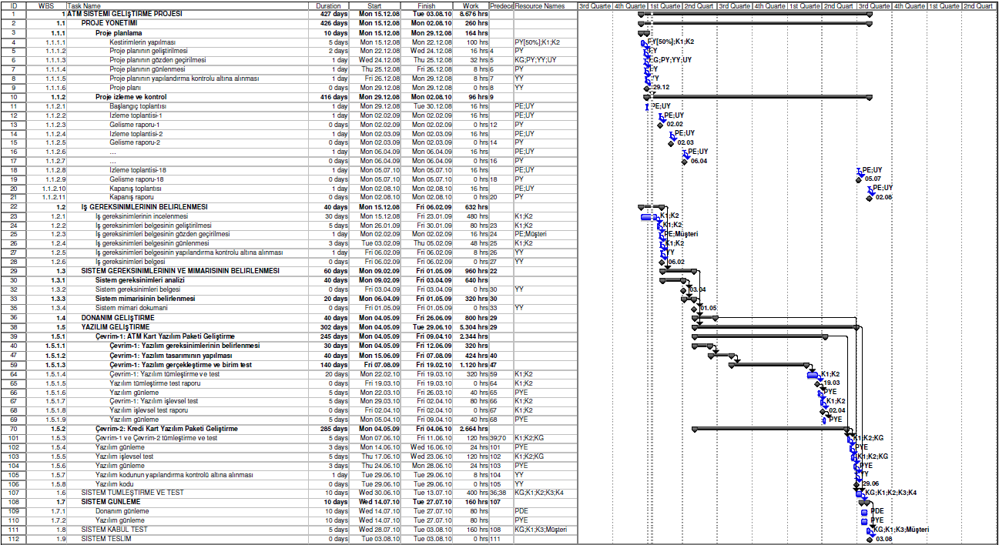 ID WBS Task Name Duration Start Finish Work Predece Resource Names 3rd Quarte 4th Quarte 1st Quarte 2nd Quart 3rd Quarte 4th Quarte 1st Quarte 2nd Quart 3rd Quarte 4th Quarte 1st Quarte 2nd Quart
1 1 ATM SİSTEMİ GELİŞTİRME PROJESİ 427 days Mon 15.12.08 Tue 03.08.10 8.676 hrs
2 1.1 PROJE YÖNETİMİ 426 days Mon 15.12.08 Mon 02.08.10 260 hrs
3 1.1.1 Proje planlama 10 days Mon 15.12.08 Mon 29.12.08 164 hrs
4 1.1.1.1 Kestirimlerin yapılması 5 days Mon 15.12.08 Mon 22.12.08 100 hrs PY[50%];K1;K2 PY[50%];K1;K2
5 1.1.1.2 Proje planının geliştirilmesi 2 days Mon 22.12.08 Wed 24.12.08 16 hrs 4 PY PY
6 1.1.1.3 Proje planının gözden geçirilmesi 1 day Wed 24.12.08 Thu 25.12.08 32 hrs 5 KG;PY;YY;UY KG;PY;YY;UY
7 1.1.1.4 Proje planının günlenmesi 1 day Thu 25.12.08 Fri 26.12.08 8 hrs 6 PY PY
8 1.1.1.5 Proje planının yapılandırma kontrolu altına alınması 1 day Fri 26.12.08 Mon 29.12.08 8 hrs 7 YY YY
9 1.1.1.6 Proje planı 0 days Mon 29.12.08 Mon 29.12.08 0 hrs 8 YY 29.12
10 1.1.2 Proje izleme ve kontrol 416 days Mon 29.12.08 Mon 02.08.10 96 hrs 9
11 1.1.2.1 Başlangıç toplantısı 1 day Mon 29.12.08 Tue 30.12.08 16 hrs PE;UY PE;UY
12 1.1.2.2 İzleme toplantısı-1 1 day Mon 02.02.09 Mon 02.02.09 16 hrs PE;UY PE;UY
13 1.1.2.3 Gelisme raporu-1 0 days Mon 02.02.09 Mon 02.02.09 0 hrs 12 PY 02.02
14 1.1.2.4 İzleme toplantisi-2 1 day Mon 02.03.09 Mon 02.03.09 16 hrs PE;UY PE;UY
15 1.1.2.5 Gelisme raporu-2 0 days Mon 02.03.09 Mon 02.03.09 0 hrs 14 PY 02.03
16 1.1.2.6 ... 1 day Mon 06.04.09 Mon 06.04.09 16 hrs PE;UY PE;UY
17 1.1.2.7 ... 0 days Mon 06.04.09 Mon 06.04.09 0 hrs 16 PY 06.04
18 1.1.2.8 İzleme toplantisi-18 1 day Mon 05.07.10 Mon 05.07.10 16 hrs PE;UY PE;UY
19 1.1.2.9 Gelisme raporu-18 0 days Mon 05.07.10 Mon 05.07.10 0 hrs 18 PY 05.07
20 1.1.2.10 Kapanış toplantısı 1 day Mon 02.08.10 Mon 02.08.10 16 hrs PE;UY PE;UY
21 1.1.2.11 Kapanış raporu 0 days Mon 02.08.10 Mon 02.08.10 0 hrs 20 PY 02.08
22 1.2 İŞ GEREKSİNİMLERİNİN BELİRLENMESİ 40 days Mon 15.12.08 Fri 06.02.09 632 hrs
23 1.2.1 İş gereksinimlerinin incelenmesi 30 days Mon 15.12.08 Fri 23.01.09 480 hrs K1;K2 K1;K2
24 1.2.2 İş gereksinimleri belgesinin geliştirilmesi 5 days Mon 26.01.09 Fri 30.01.09 80 hrs 23 K1;K2 K1;K2
25 1.2.3 İş gereksinimleri belgesinin gözden geçirilmesi 1 day Mon 02.02.09 Mon 02.02.09 16 hrs 24 PE;Müşteri PE;Müşteri
26 1.2.4 İş gereksinimleri belgesinin günlenmesi 3 days Tue 03.02.09 Thu 05.02.09 48 hrs 25 K1;K2 K1;K2
27 1.2.5 İş gereksinimleri belgesinin yapılandırma kontrolu altına alınması 1 day Fri 06.02.09 Fri 06.02.09 8 hrs 26 YY YY
28 1.2.6 İş gereksinimleri belgesi 0 days Fri 06.02.09 Fri 06.02.09 0 hrs 27 YY 06.02
29 1.3 SİSTEM GEREKSİNİMLERİNİN VE MİMARİSİNİN BELİRLENMESİ 60 days Mon 09.02.09 Fri 01.05.09 960 hrs 22
30 1.3.1 Sistem gereksinimleri analizi 40 days Mon 09.02.09 Fri 03.04.09 640 hrs
32 1.3.2 Sistem gereksinimleri belgesi 0 days Fri 03.04.09 Fri 03.04.09 0 hrs 30 YY 03.04
33 1.3.3 Sistem mimarisinin belirlenmesi 20 days Mon 06.04.09 Fri 01.05.09 320 hrs 30
35 1.3.4 Sistem mimari dokumani 0 days Fri 01.05.09 Fri 01.05.09 0 hrs 33 YY 01.05
36 1.4 DONANIM GELİŞTİRME 40 days Mon 04.05.09 Fri 26.06.09 800 hrs 29
38 1.5 YAZILIM GELİŞTİRME 302 days Mon 04.05.09 Tue 29.06.10 5.304 hrs 29
39 1.5.1 Çevrim-1: ATM Kart Yazılım Paketi Geliştirme 245 days Mon 04.05.09 Fri 09.04.10 2.344 hrs
40 1.5.1.1 Çevrim-1: Yazılım gereksinimlerinin belirlenmesi 30 days Mon 04.05.09 Fri 12.06.09 320 hrs
47 1.5.1.2 Çevrim-1: Yazılım tasarımının yapılması 40 days Mon 15.06.09 Fri 07.08.09 424 hrs 40
59 1.5.1.3 Çevrim-1: Yazılım gerçekleştirme ve birim test 140 days Fri 07.08.09 Fri 19.02.10 1.120 hrs 47
64 1.5.1.4 Çevrim-1: Yazılım tümleştirme ve test 20 days Mon 22.02.10 Fri 19.03.10 320 hrs 59 K1;K2 K1;K2
65 1.5.1.5 Yazılım tümleştirme test raporu 0 days Fri 19.03.10 Fri 19.03.10 0 hrs 64 K1;K2 19.03
66 1.5.1.6 Yazılım günleme 5 days Mon 22.03.10 Fri 26.03.10 40 hrs 65 PYE PYE
67 1.5.1.7 Çevrim-1: Yazılım işlevsel test 5 days Mon 29.03.10 Fri 02.04.10 80 hrs 66 K1;K2 K1;K2
68 1.5.1.8 Yazılım işlevsel test raporu 0 days Fri 02.04.10 Fri 02.04.10 0 hrs 67 K1;K2 02.04
69 1.5.1.9 Yazılım günleme 5 days Mon 05.04.10 Fri 09.04.10 40 hrs 68 PYE PYE
70 1.5.2 Çevrim-2: Kredi Kart Yazılım Paketi Geliştirme 285 days Mon 04.05.09 Fri 04.06.10 2.664 hrs
101 1.5.3 Çevrim-1 ve Çevrim-2 tümleştirme ve test 5 days Mon 07.06.10 Fri 11.06.10 120 hrs 39;70 K1;K2;KG K1;K2;KG
102 1.5.4 Yazılım günleme 3 days Mon 14.06.10 Wed 16.06.10 24 hrs 101 PYE PYE
103 1.5.5 Yazılım işlevsel test 5 days Thu 17.06.10 Wed 23.06.10 120 hrs 102 K1;K2;KG K1;K2;KG
104 1.5.6 Yazılım günleme 3 days Thu 24.06.10 Mon 28.06.10 24 hrs 103 PYE PYE
105 1.5.7 Yazılım kodunun yapılandırma kontrolü altına alınması 1 day Tue 29.06.10 Tue 29.06.10 8 hrs 104 YY YY
106 1.5.8 Yazılım kodu 0 days Tue 29.06.10 Tue 29.06.10 0 hrs 105 YY 29.06
107 1.6 SİSTEM TÜMLEŞTİRME VE TEST 10 days Wed 30.06.10 Tue 13.07.10 400 hrs 36;38 KG;K1;K2;K3;K4 KG;K1;K2;K3;K4
108 1.7 SİSTEM GÜNLEME 10 days Wed 14.07.10 Tue 27.07.10 160 hrs 107
109 1.7.1 Donanım günleme 10 days Wed 14.07.10 Tue 27.07.10 80 hrs PDE PDE
110 1.7.2 Yazılım günleme 10 days Wed 14.07.10 Tue 27.07.10 80 hrs PYE PYE
111 1.8 SİSTEM KABUL TEST 5 days Wed 28.07.10 Tue 03.08.10 160 hrs 108 KG;K1;K3;Müşteri KG;K1;K3;Müşteri
112 1.9 SİSTEM TESLİM 0 days Tue 03.08.10 Tue 03.08.10 0 hrs 111 03.08